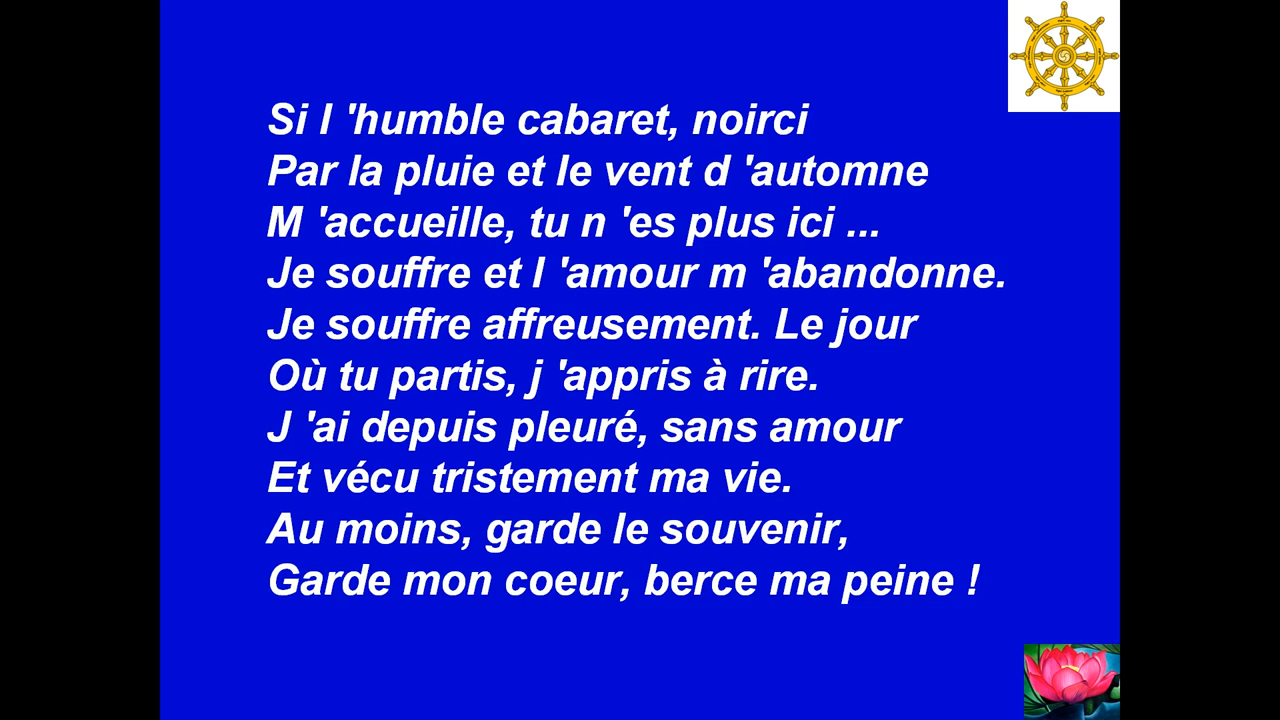 Si l 'humble cabaret, noirci
Par la pluie et le vent d 'automne
M 'accueille, tu n 'es plus ici ...
Je souffre et l 'amour m 'abandonne.
Je souffre affreusement. Le jour
Où tu partis, j 'appris à rire.
J 'ai depuis pleuré, sans amour
Et vécu tristement ma vie.
Au moins, garde le souvenir,
Garde mon coeur, berce ma peine !